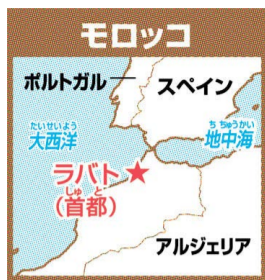 モロッコ
ポルトガル
スペイン
たいせいよう
大西洋
ち ちゅうかい
地中海
ラバト★
しゅ と
(首都)
アルジェリア